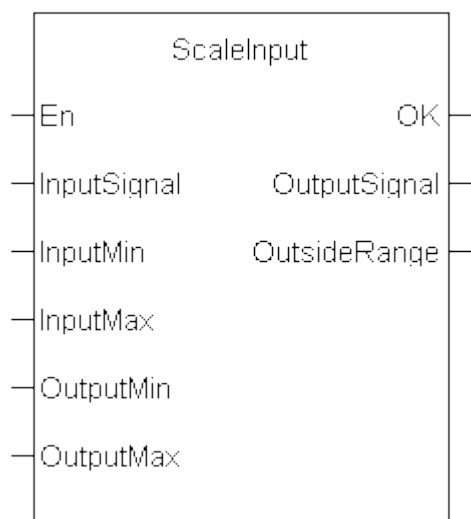 ScaleInput
En OK
InputSignal OutputSignal
InputMin OutsideRange
InputMax
OutputMin
OutputMax